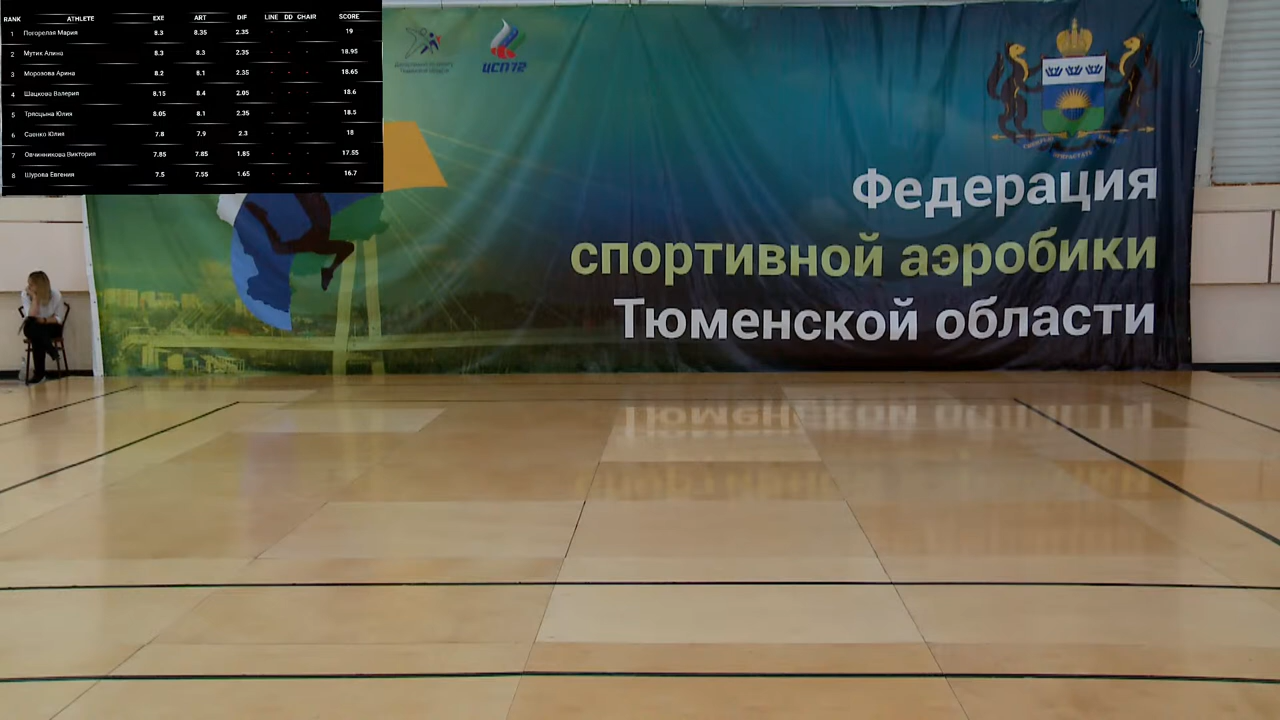 RANK ATHLETE EXE ART DIF LINE DD CHAIR SCORE
1 Погорелая Мария 8.3 8.35 2.35 - - - 19
2 Мутик Алина 8.3 8.3 2.35 - - - 18.95
3 Морозова Арина 8.2 8.1 2.35 - - - 18.65
4 Шацкова Валерия 8.15 8.4 2.05 - - - 18.6
5 Трясцына Юлия 8.05 8.1 2.35 - - - 18.5
6 Саенко Юлия 7.8 7.9 2.3 - - - 18
7 Овчинникова Виктория 7.85 7.85 1.85 - - - 17.55
8 Шурова Евгения 7.5 7.55 1.65 - - - 16.7
ЦСП72
Федерация
спортивной аэробики
Тюменской области